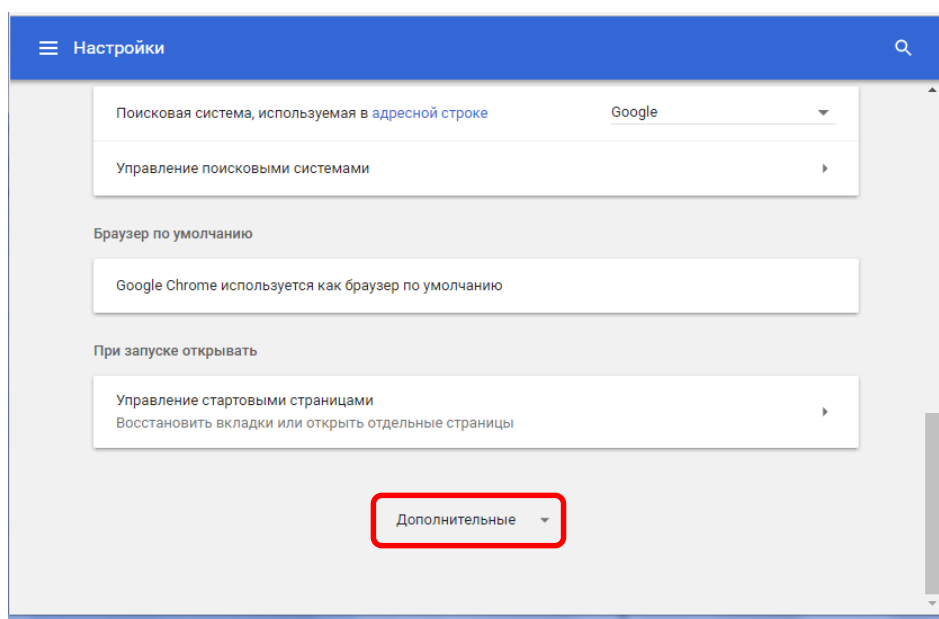 Настройки
Поисковая система, используемая в адресной строке Google
Управление поисковыми системами
Браузер по умолчанию
Google Chrome используется как браузер по умолчанию
При запуске открывать
Управление стартовыми страницами
Восстановить вкладки или открыть отдельные страницы
Дополнительные